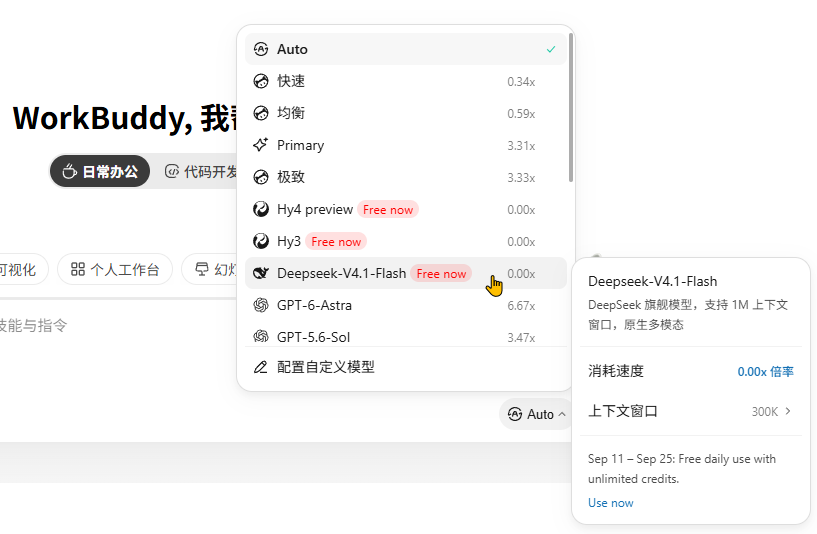 WorkBuddy, 我
日常办公
代码开发
可视化
个人工作台
幻灯
技能与指令
Auto
快速 0.34x
均衡 0.59x
Primary 3.31x
极致 3.33x
Hy4 preview Free now 0.00x
Hy3 Free now 0.00x
Deepseek-V4.1-Flash Free now 0.00x
GPT-6-Astra 6.67x
GPT-5.6-Sol 3.47x
配置自定义模型
Auto
Deepseek-V4.1-Flash
DeepSeek 旗舰模型，支持 1M 上下文
窗口，原生多模态
消耗速度 0.00x 倍率
上下文窗口 300K
Sep 11 – Sep 25: Free daily use with
unlimited credits.
Use now